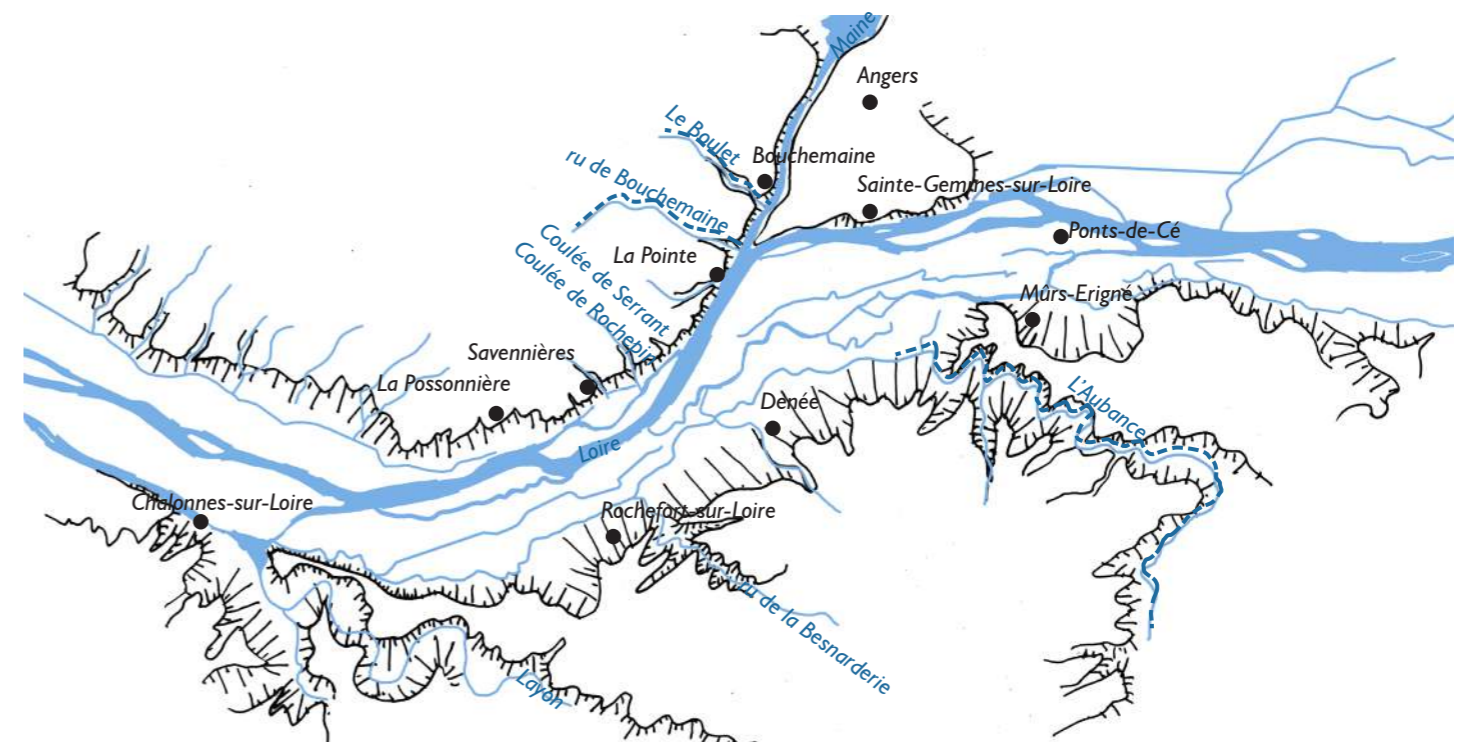 Maine
Angers
Le Boulet
Bouchemaine
ru de Bouchemaine
Sainte-Gemmes-sur-Loire
Ponts-de-Cé
Coulée de Serrant
Coulée de Rochepin
La Pointe
Mûrs-Erigné
Savennières
La Possonnière
L'Aubance
Denée
Loire
Chalonnes-sur-Loire
Rochefort-sur-Loire
ru de la Besnarderie
Layon